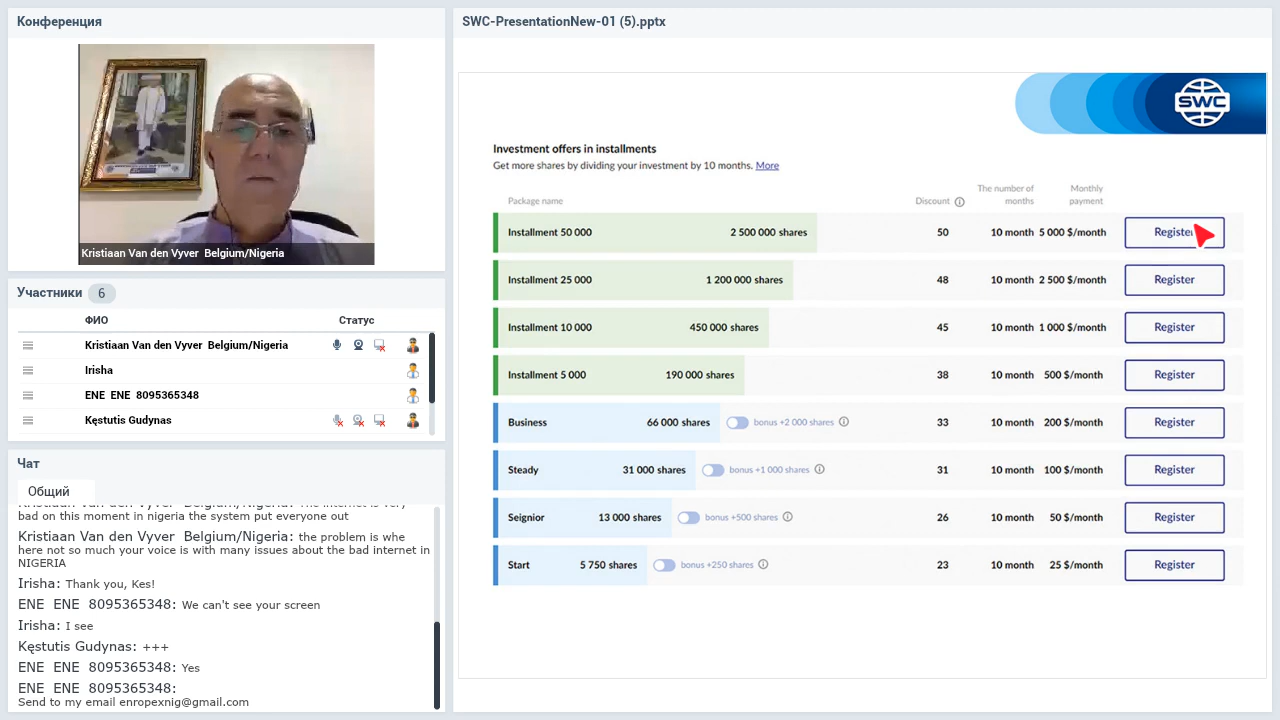 Конференция
Kristiaan Van den Vyver Belgium/Nigeria
Участники 6
ФИО Статус
Kristiaan Van den Vyver Belgium/Nigeria
Irisha
ENE ENE 8095365348
Kęstutis Gudynas
Чат
Общий
Kristiaan Van den Vyver Belgium/Nigeria: The internet is very
bad on this moment in nigeria the system put everyone out
Kristiaan Van den Vyver Belgium/Nigeria: the problem is whe
here not so much your voice is with many issues about the bad internet in
NIGERIA
Irisha: Thank you, Kes!
ENE ENE 8095365348: We can't see your screen
Irisha: I see
Kęstutis Gudynas: +++
ENE ENE 8095365348: Yes
ENE ENE 8095365348:
Send to my email enropexnig@gmail.com
SWC-PresentationNew-01 (5).pptx
SWC
Investment offers in installments
Get more shares by dividing your investment by 10 months. More
Package name Discount The number of months Monthly payment
Installment 50 000 2 500 000 shares 50 10 month 5 000 $/month Register
Installment 25 000 1 200 000 shares 48 10 month 2 500 $/month Register
Installment 10 000 450 000 shares 45 10 month 1 000 $/month Register
Installment 5 000 190 000 shares 38 10 month 500 $/month Register
Business 66 000 shares bonus +2 000 shares 33 10 month 200 $/month Register
Steady 31 000 shares bonus +1 000 shares 31 10 month 100 $/month Register
Seignior 13 000 shares bonus +500 shares 26 10 month 50 $/month Register
Start 5 750 shares bonus +250 shares 23 10 month 25 $/month Register